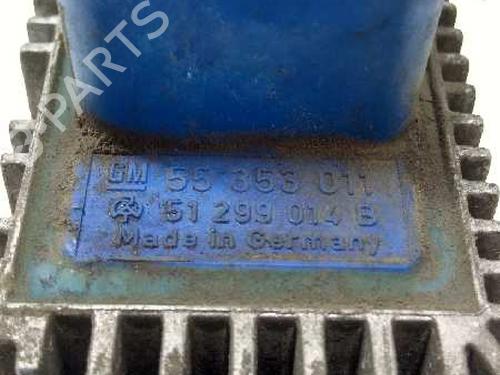 GM 55 353 011
51 299 014 B
Made in Germany
B-PARTS